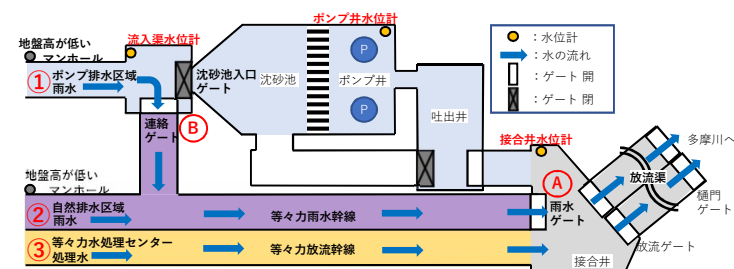 ポンプ井水位計
地盤高が低い
マンホール
流入渠水位計
①
ポンプ排水区域
雨水
沈砂池入口
ゲート
沈砂池
P
ポンプ井
P
：水位計
：水の流れ
：ゲート 開
：ゲート 閉
連絡
ゲート
B
吐出井
接合井水位計
多摩川へ
放流渠
樋門
ゲート
地盤高が低い
マンホール
A
②
自然排水区域
雨水
等々力雨水幹線
雨水
ゲート
放流ゲート
③
等々力水処理センター
処理水
等々力放流幹線
接合井